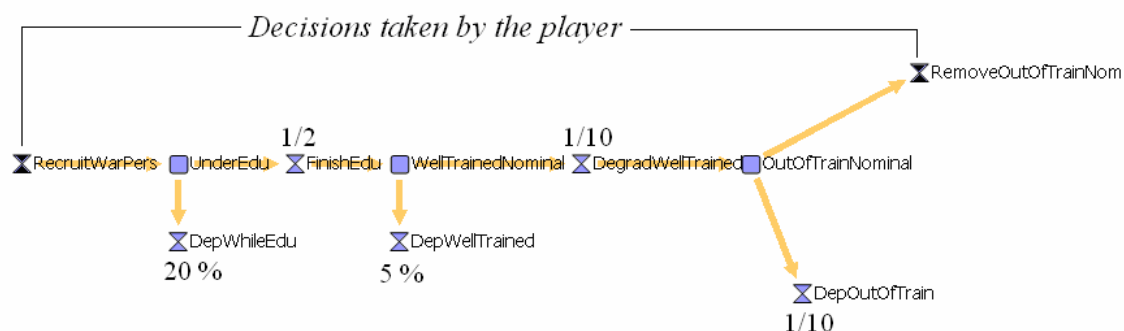 Decisions taken by the player
RemoveOutOfTrainNom
1/2
1/10
RecruitWarPers
UnderEdu
FinishEdu
WellTrainedNominal
DegradWellTrained
OutOfTrainNominal
DepWhileEdu
DepWellTrained
20 %
5 %
DepOutOfTrain
1/10